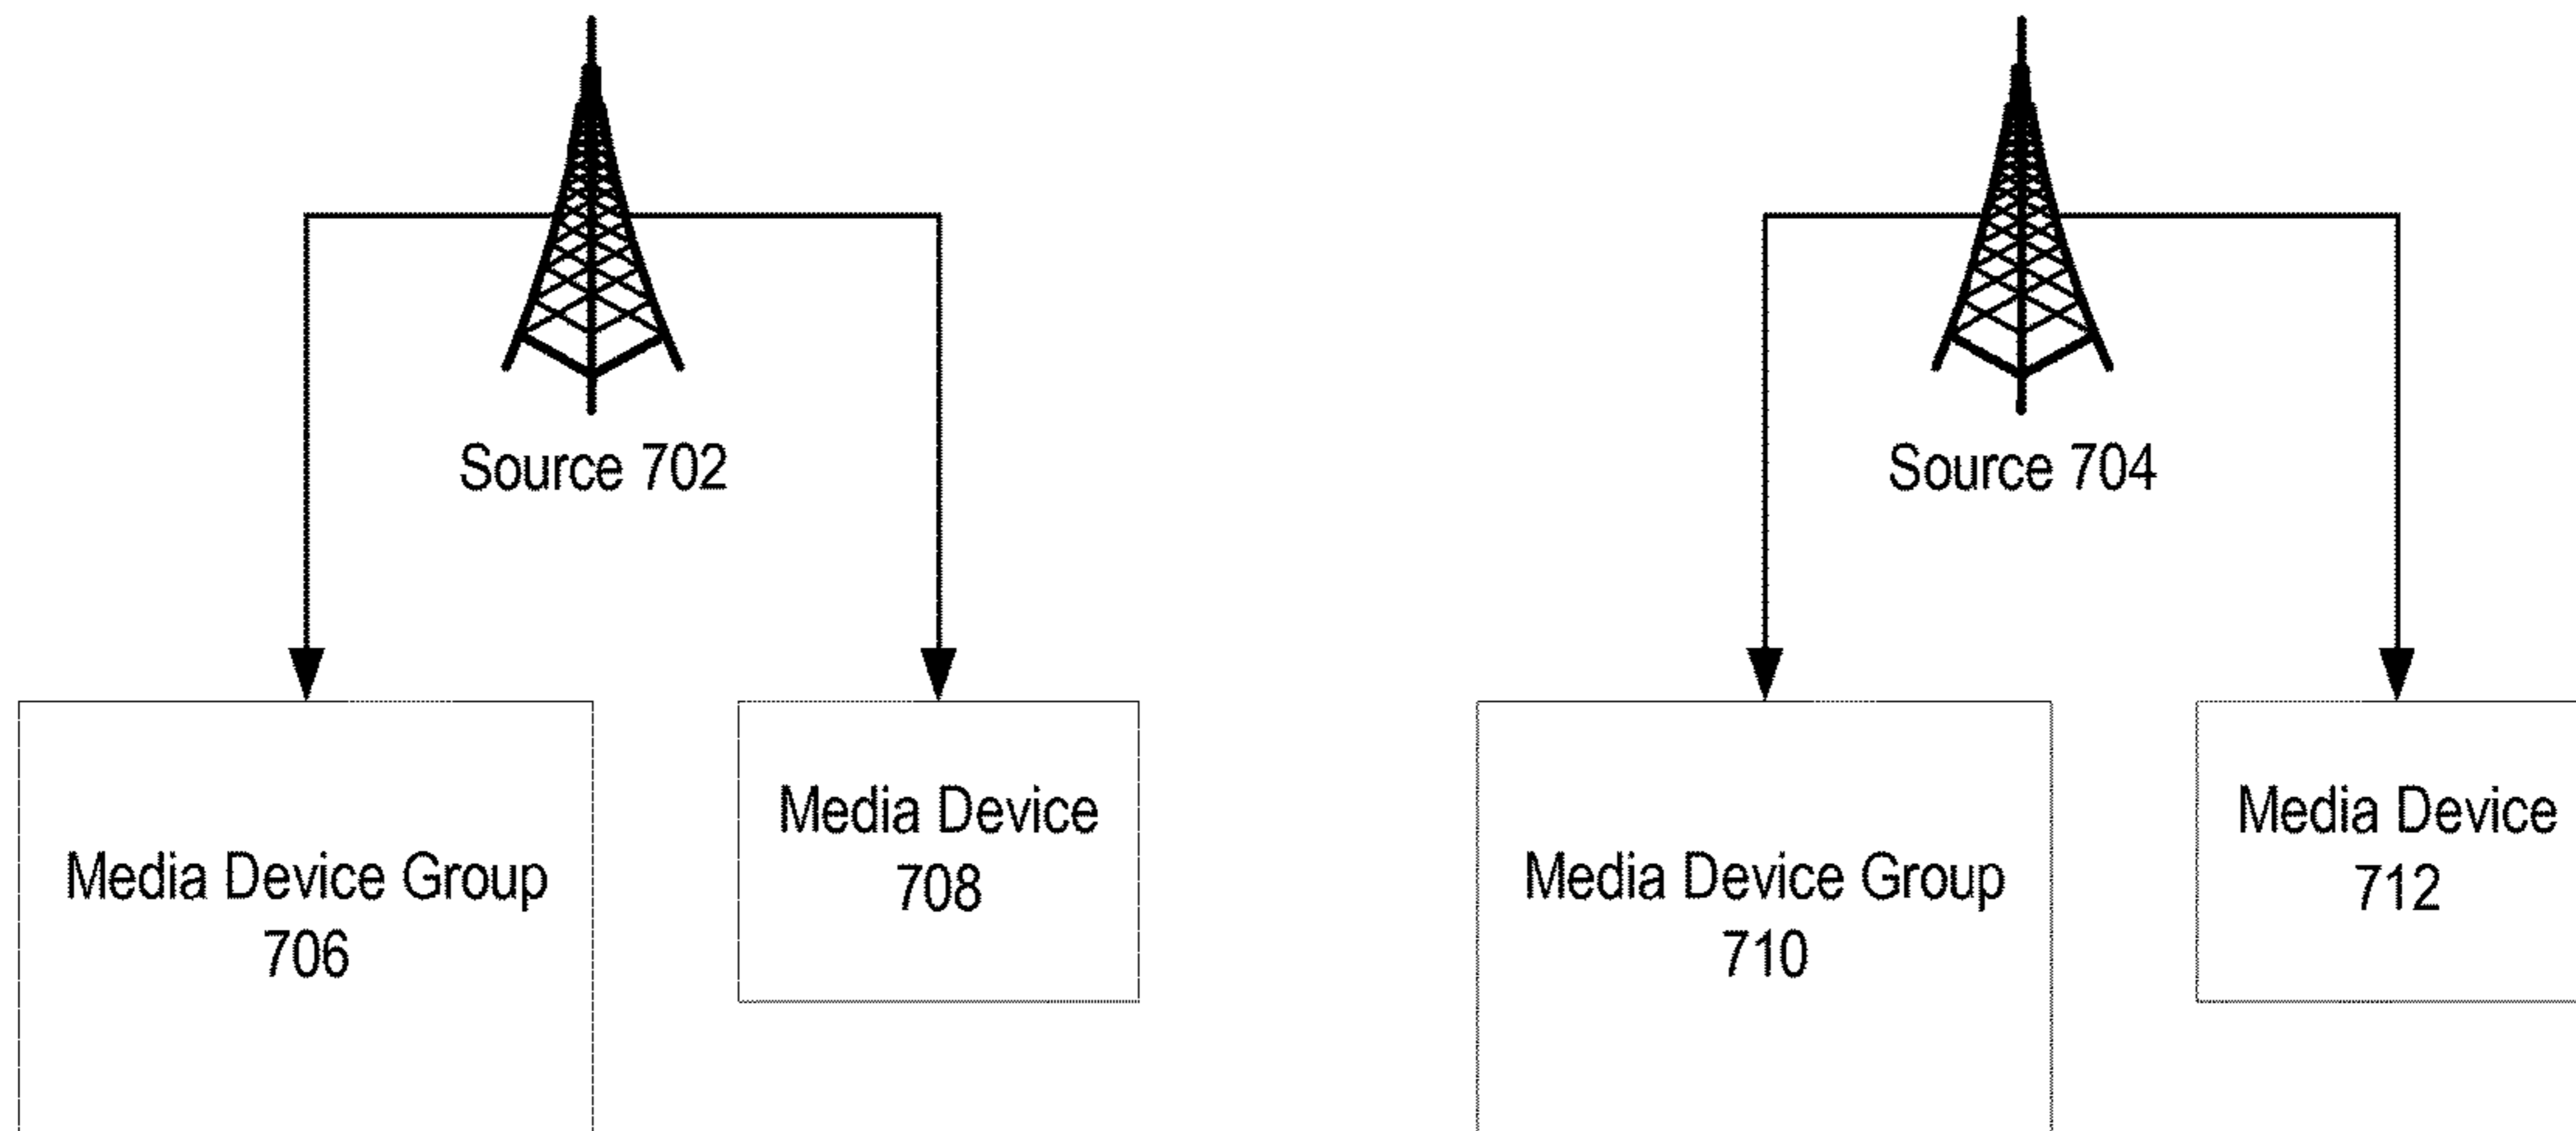 Source 702
Source 704
Media Device Group
706
Media Device
708
Media Device Group
710
Media Device
712